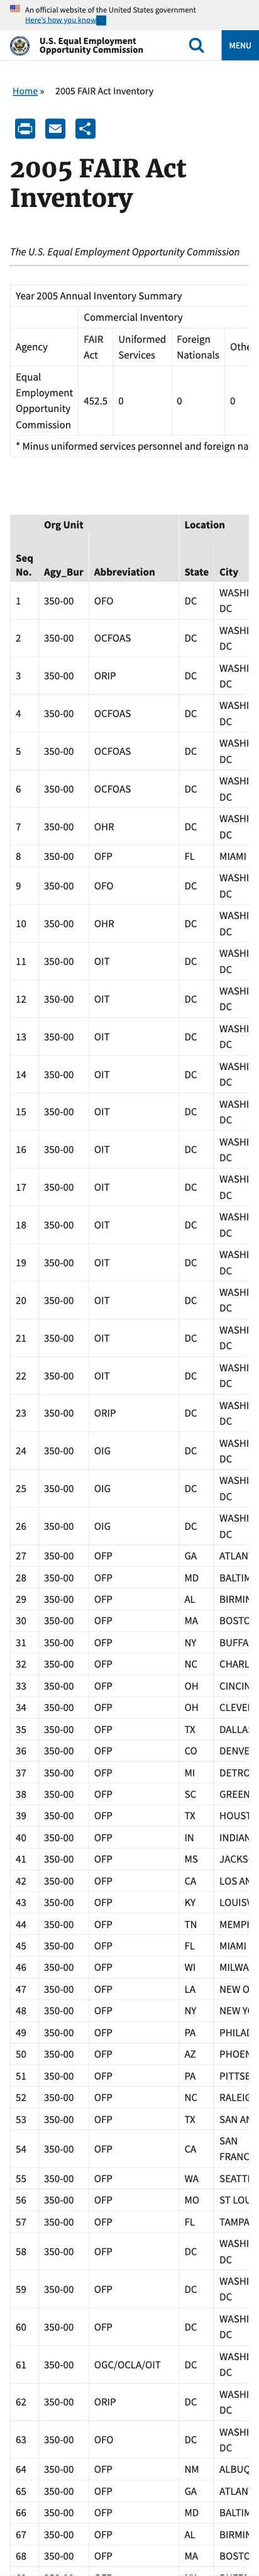 An official website of the United States government
Here's how you know
U.S. Equal Employment
Opportunity Commission
MENU
Home » 2005 FAIR Act Inventory
2005 FAIR Act
Inventory
The U.S. Equal Employment Opportunity Commission
Year 2005 Annual Inventory Summary
Commercial Inventory
Agency FAIR Act Uniformed Services Foreign Nationals Othe
Equal Employment Opportunity Commission 452.5 0 0 0
* Minus uniformed services personnel and foreign na
Org Unit Location
Seq No. Agy_Bur Abbreviation State City
1 350-00 OFO DC WASHI DC
2 350-00 OCFOAS DC WASHI DC
3 350-00 ORIP DC WASHI DC
4 350-00 OCFOAS DC WASHI DC
5 350-00 OCFOAS DC WASHI DC
6 350-00 OCFOAS DC WASHI DC
7 350-00 OHR DC WASHI DC
8 350-00 OFP FL MIAMI
9 350-00 OFO DC WASHI DC
10 350-00 OHR DC WASHI DC
11 350-00 OIT DC WASHI DC
12 350-00 OIT DC WASHI DC
13 350-00 OIT DC WASHI DC
14 350-00 OIT DC WASHI DC
15 350-00 OIT DC WASHI DC
16 350-00 OIT DC WASHI DC
17 350-00 OIT DC WASHI DC
18 350-00 OIT DC WASHI DC
19 350-00 OIT DC WASHI DC
20 350-00 OIT DC WASHI DC
21 350-00 OIT DC WASHI DC
22 350-00 OIT DC WASHI DC
23 350-00 ORIP DC WASHI DC
24 350-00 OIG DC WASHI DC
25 350-00 OIG DC WASHI DC
26 350-00 OIG DC WASHI DC
27 350-00 OFP GA ATLAN
28 350-00 OFP MD BALTIM
29 350-00 OFP AL BIRMIN
30 350-00 OFP MA BOSTO
31 350-00 OFP NY BUFFA
32 350-00 OFP NC CHARL
33 350-00 OFP OH CINCIN
34 350-00 OFP OH CLEVE
35 350-00 OFP TX DALLA
36 350-00 OFP CO DENVE
37 350-00 OFP MI DETRO
38 350-00 OFP SC GREEN
39 350-00 OFP TX HOUST
40 350-00 OFP IN INDIAN
41 350-00 OFP MS JACKS
42 350-00 OFP CA LOS AN
43 350-00 OFP KY LOUIS
44 350-00 OFP TN MEMPH
45 350-00 OFP FL MIAMI
46 350-00 OFP WI MILWA
47 350-00 OFP LA NEW O
48 350-00 OFP NY NEW Y
49 350-00 OFP PA PHILAD
50 350-00 OFP AZ PHOEN
51 350-00 OFP PA PITTSB
52 350-00 OFP NC RALEIG
53 350-00 OFP TX SAN AN
54 350-00 OFP CA SAN FRANC
55 350-00 OFP WA SEATT
56 350-00 OFP MO ST LOU
57 350-00 OFP FL TAMPA
58 350-00 OFP DC WASHI DC
59 350-00 OFP DC WASHI DC
60 350-00 OFP DC WASHI DC
61 350-00 OGC/OCLA/OIT DC WASHI DC
62 350-00 ORIP DC WASHI DC
63 350-00 OFO DC WASHI DC
64 350-00 OFP NM ALBUQ
65 350-00 OFP GA ATLAN
66 350-00 OFP MD BALTIM
67 350-00 OFP AL BIRMIN
68 350-00 OFP MA BOSTO